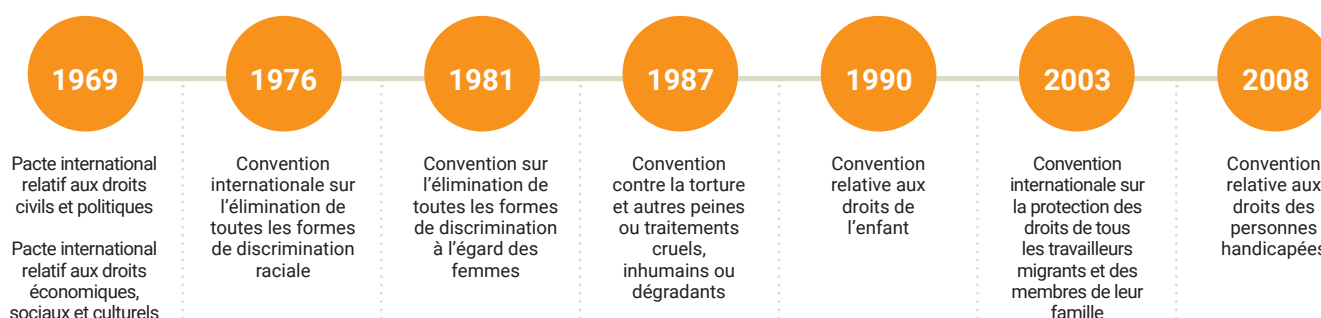 1969
1976
1981
1987
1990
2003
2008
Pacte international
relatif aux droits
civils et politiques
Pacte international
relatif aux droits
économiques,
sociaux et culturels
Convention
internationale sur
l'élimination de
toutes les formes
de discrimination
raciale
Convention sur
l'élimination de
toutes les formes
de discrimination
à l'égard des
femmes
Convention
contre la torture
et autres peines
ou traitements
cruels,
inhumains ou
dégradants
Convention
relative aux
droits de
l'enfant
Convention
internationale sur
la protection des
droits de tous
les travailleurs
migrants et des
membres de leur
famille
Convention
relative aux
droits des
personnes
handicapées